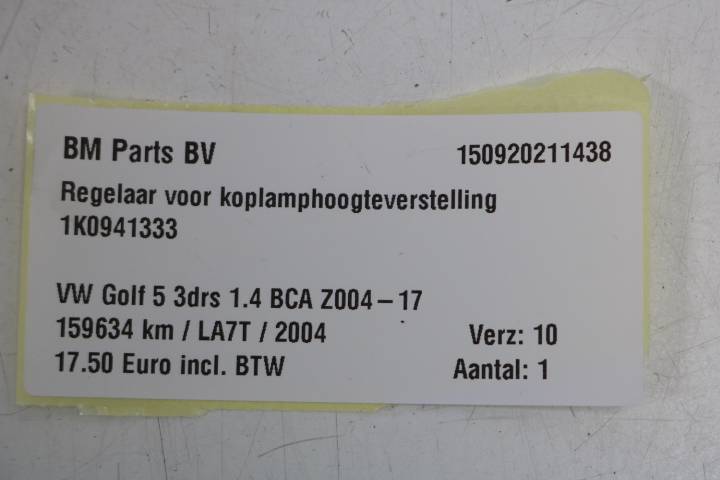 BM Parts BV 150920211438
Regelaar voor koplamphoogteverstelling
1K0941333
VW Golf 5 3drs 1.4 BCA Z004-17
159634 km / LA7T / 2004 Verz: 10
17.50 Euro incl. BTW Aantal: 1